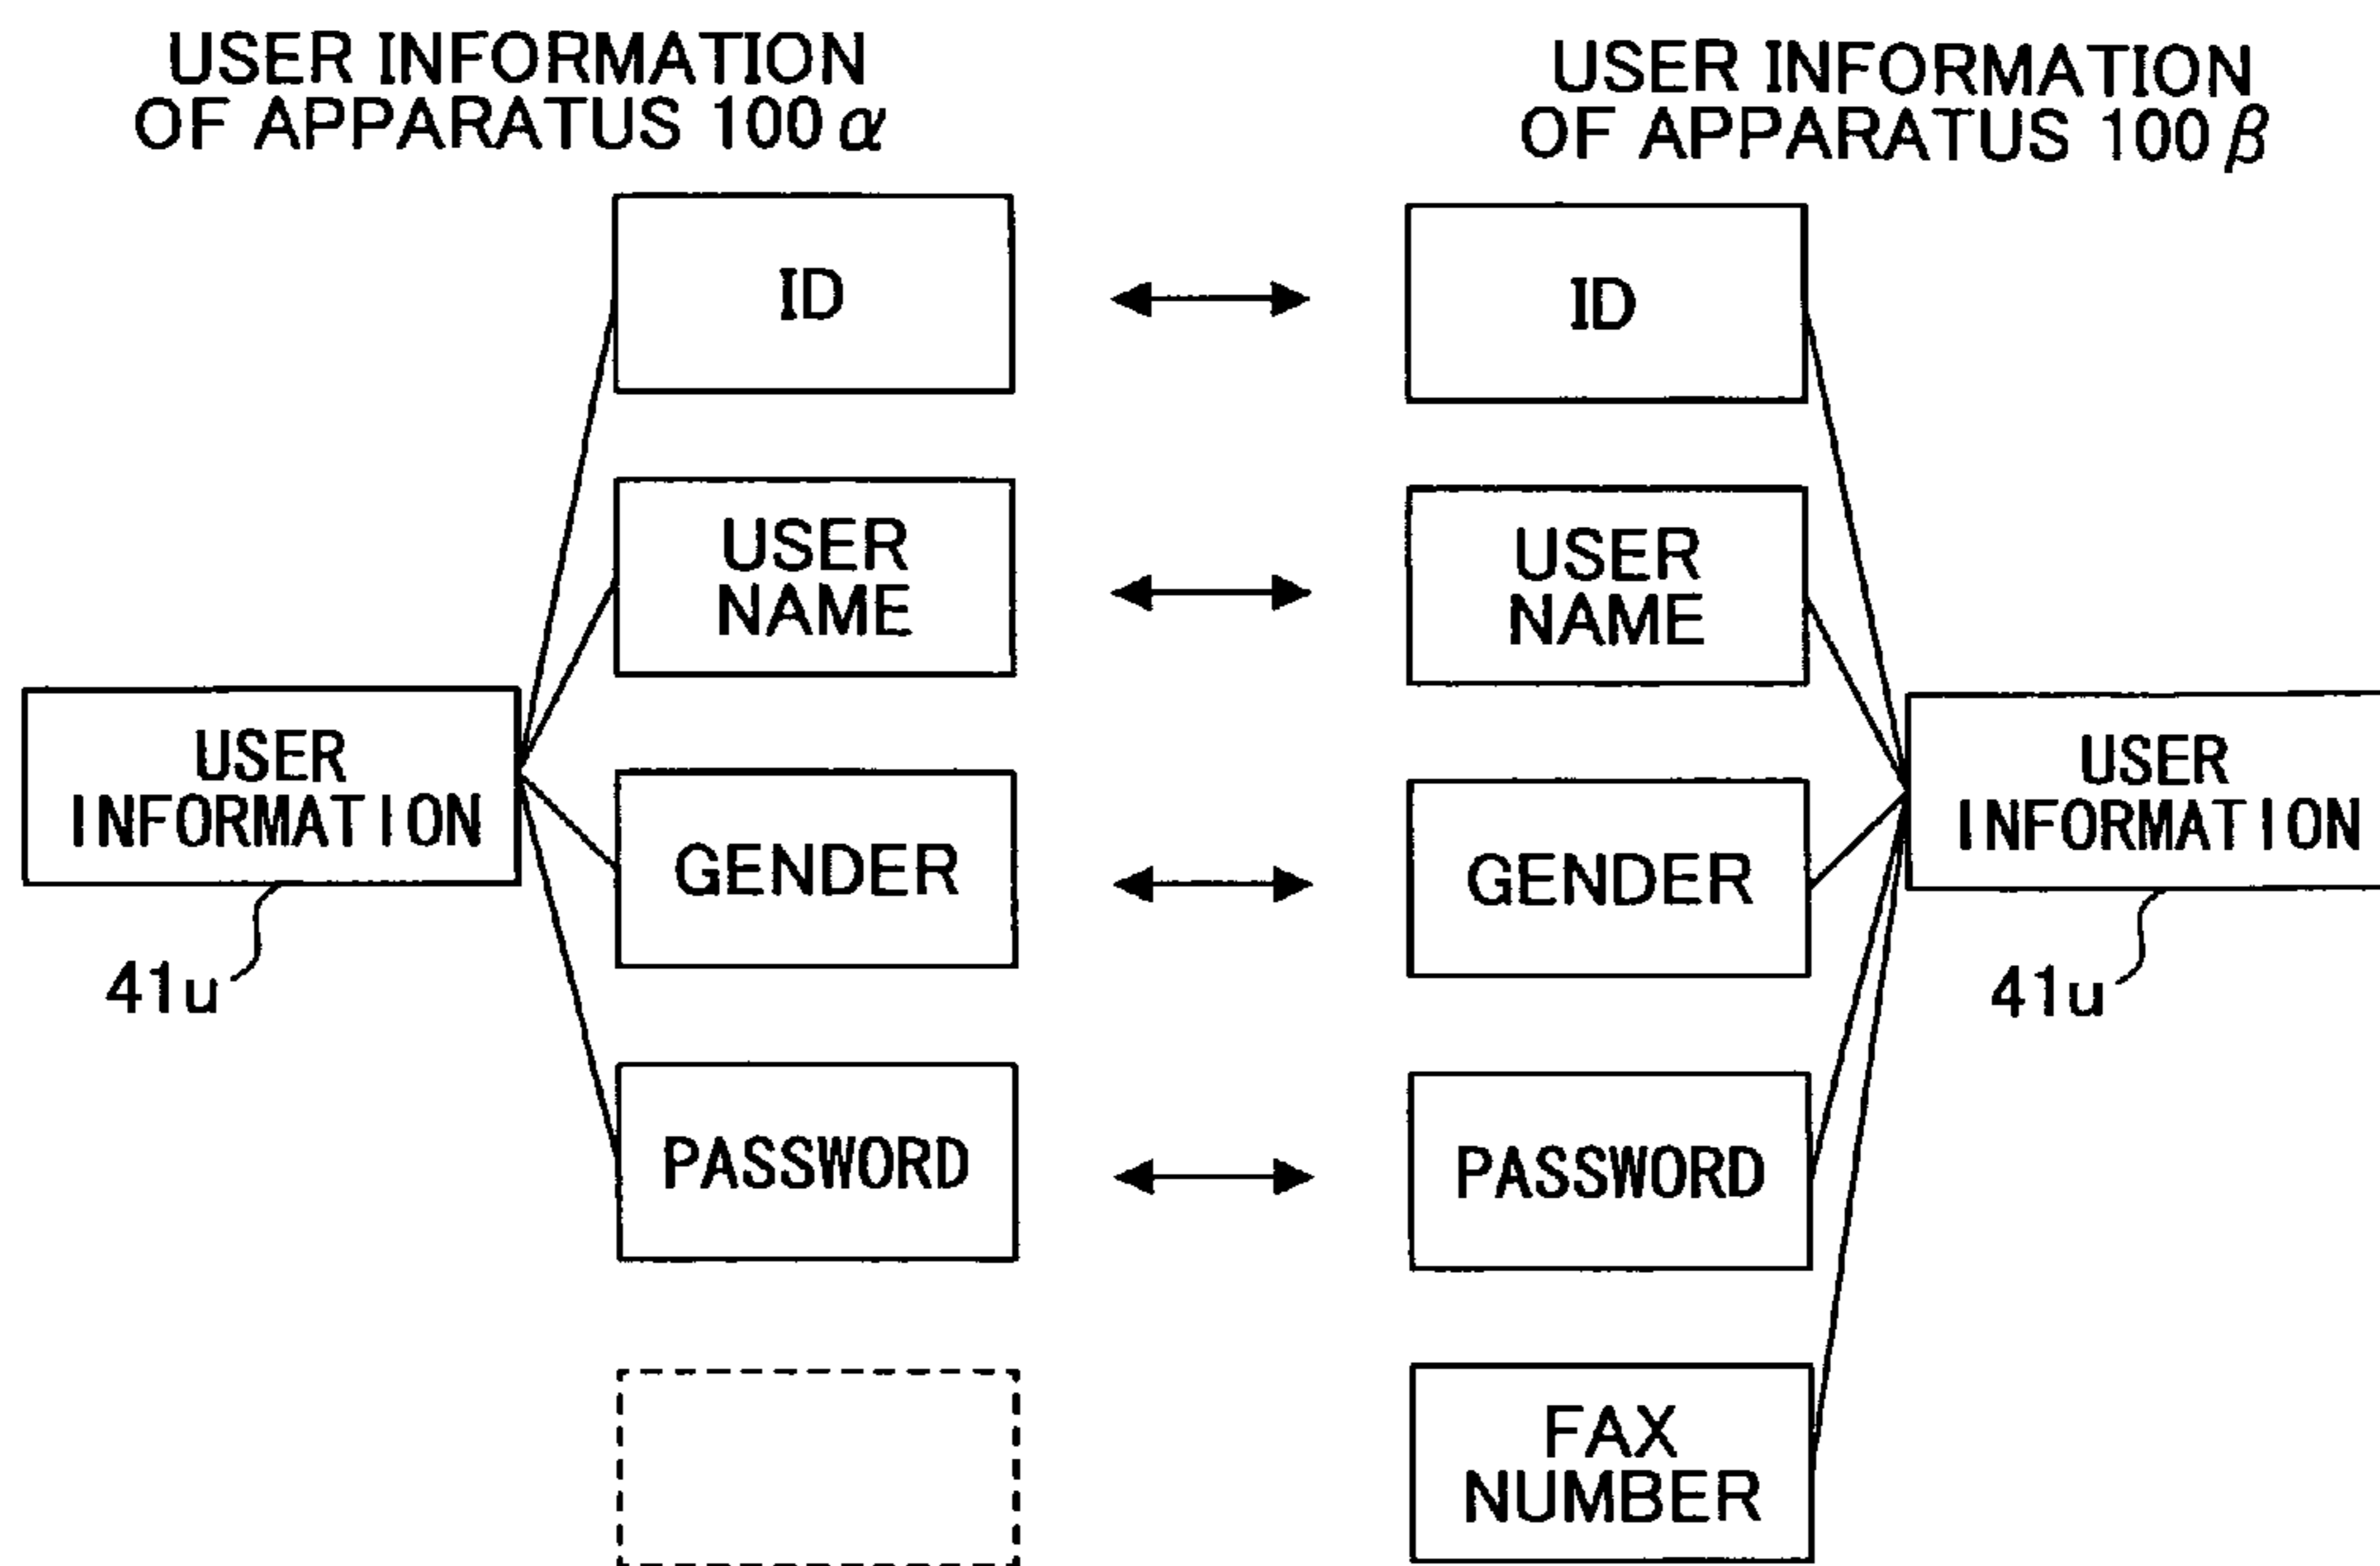 USER INFORMATION
OF APPARATUS 100α
USER INFORMATION
OF APPARATUS 100β
ID
ID
USER
NAME
USER
NAME
USER
INFORMATION
USER
INFORMATION
GENDER
GENDER
41u
41u
PASSWORD
PASSWORD
FAX
NUMBER